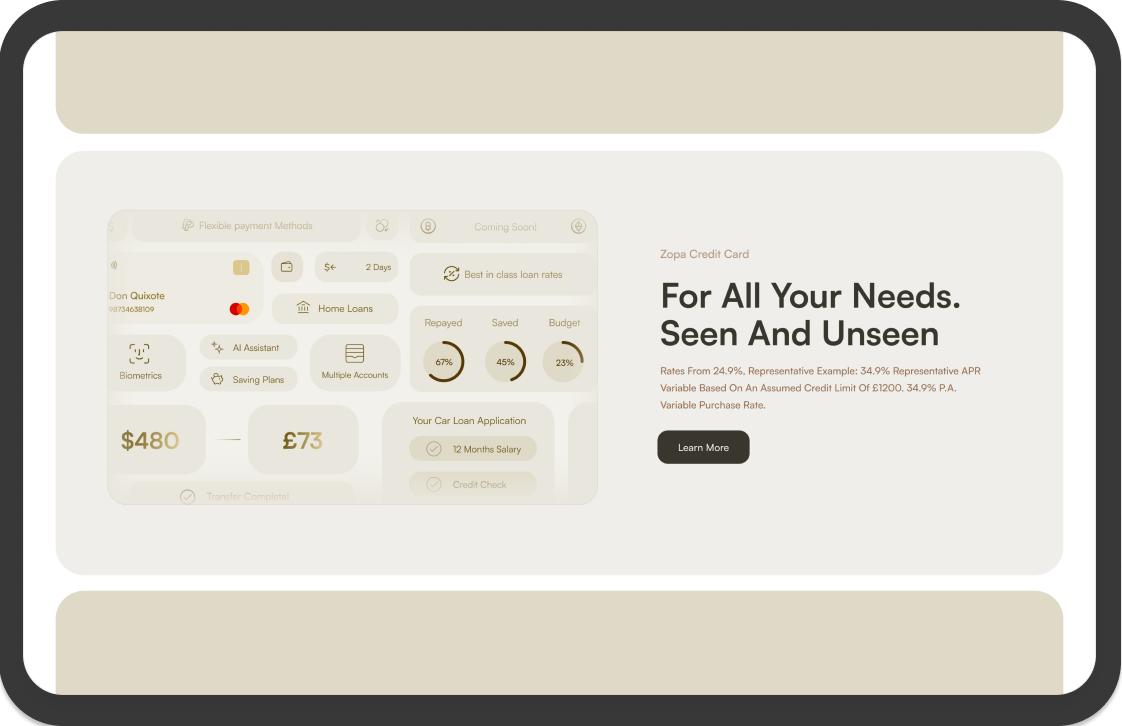 Flexible payment Methods
Coming Soon!
2 Days
Best in class loan rates
Don Quixote
98734638109
Home Loans
Repayed
Saved
Budget
67%
45%
23%
AI Assistant
Biometrics
Saving Plans
Multiple Accounts
$480
£73
Your Car Loan Application
12 Months Salary
Credit Check
Transfer Complete!
Zopa Credit Card
For All Your Needs.
Seen And Unseen
Rates From 24.9%, Representative Example: 34.9% Representative APR
Variable Based On An Assumed Credit Limit Of £1200. 34.9% P.A.
Variable Purchase Rate.
Learn More